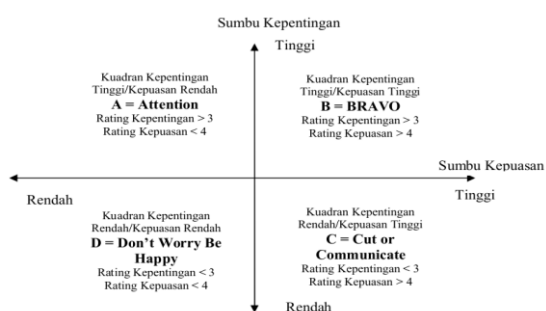 Sumbu Kepentingan
Tinggi
Kuadran Kepentingan
Tinggi/Kepuasan Rendah
A = Attention
Rating Kepentingan > 3
Rating Kepuasan < 4
Kuadran Kepentingan
Tinggi/Kepuasan Tinggi
B = BRAVO
Rating Kepentingan > 3
Rating Kepuasan > 4
Sumbu Kepuasan
Rendah
Tinggi
Kuadran Kepentingan
Rendah/Kepuasan Rendah
D = Don't Worry Be
Happy
Rating Kepentingan < 3
Rating Kepuasan < 4
Kuadran Kepentingan
Rendah/Kepuasan Tinggi
C = Cut or
Communicate
Rating Kepentingan < 3
Rating Kepuasan > 4
Rendah